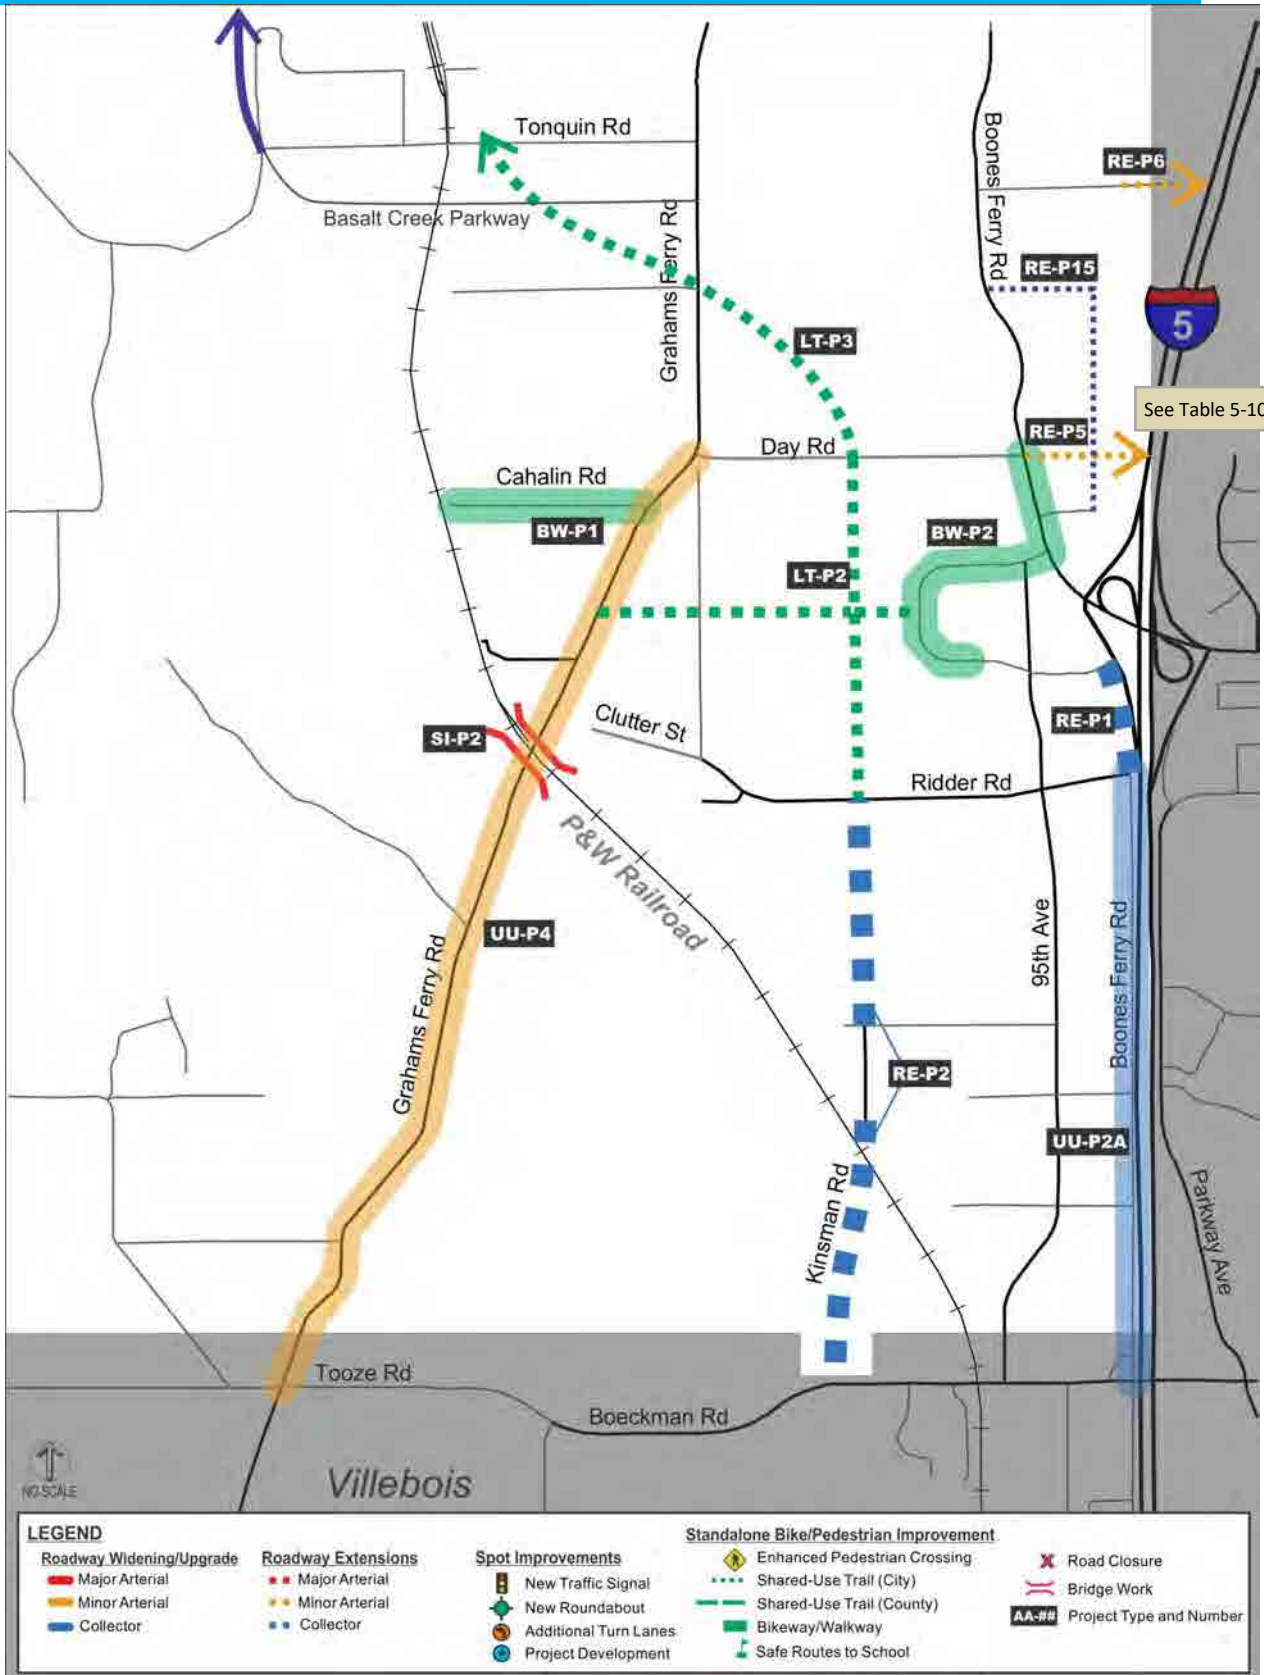 Tonquin Rd
Boones Ferry Rd
RE-P6
Basalt Creek Parkway
Grahams Ferry Rd
RE-P15
5
LT-P3
See Table 5-10
RE-P5
Day Rd
Cahalin Rd
BW-P1
BW-P2
LT-P2
Clutter St
RE-P1
SI-P2
Ridder Rd
P&W Railroad
UU-P4
Grahams Ferry Rd
95th Ave
Boones Ferry Rd
RE-P2
UU-P2A
Kinsman Rd
Parkway Ave
Tooze Rd
Boeckman Rd
NO SCALE
Villebois
LEGEND
Roadway Widening/Upgrade
Major Arterial
Minor Arterial
Collector
Roadway Extensions
Major Arterial
Minor Arterial
Collector
Spot Improvements
New Traffic Signal
New Roundabout
Additional Turn Lanes
Project Development
Standalone Bike/Pedestrian Improvement
Enhanced Pedestrian Crossing
Shared-Use Trail (City)
Shared-Use Trail (County)
Bikeway/Walkway
Safe Routes to School
Road Closure
Bridge Work
AA-## Project Type and Number